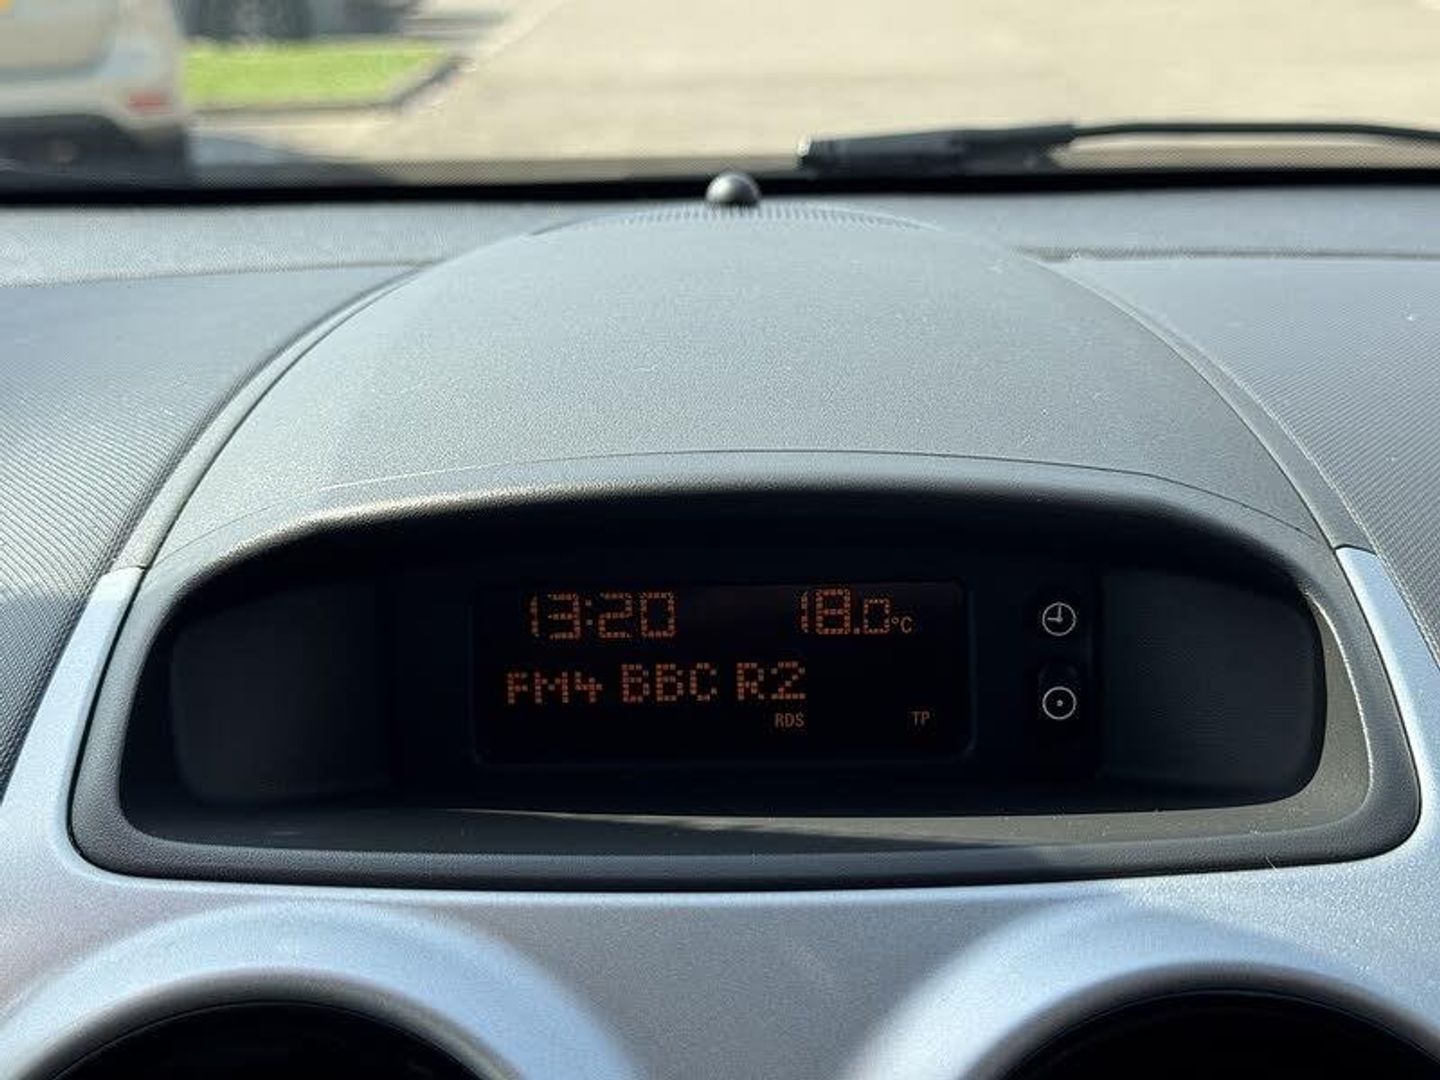 13:20 18.0°C
FM4 BBC R2
RDS TP